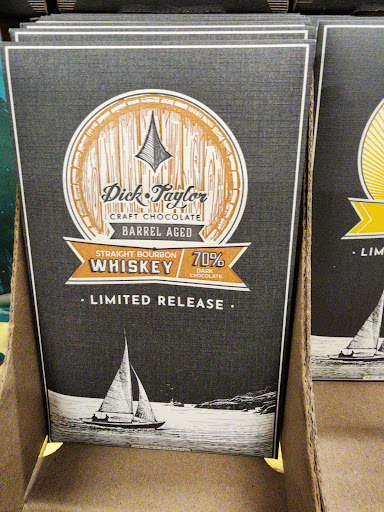 Dick • Taylor
CRAFT CHOCOLATE
BARREL AGED
STRAIGHT BOURBON
WHISKEY
70%
DARK
CHOCOLATE
• LIMITED RELEASE •
LIM